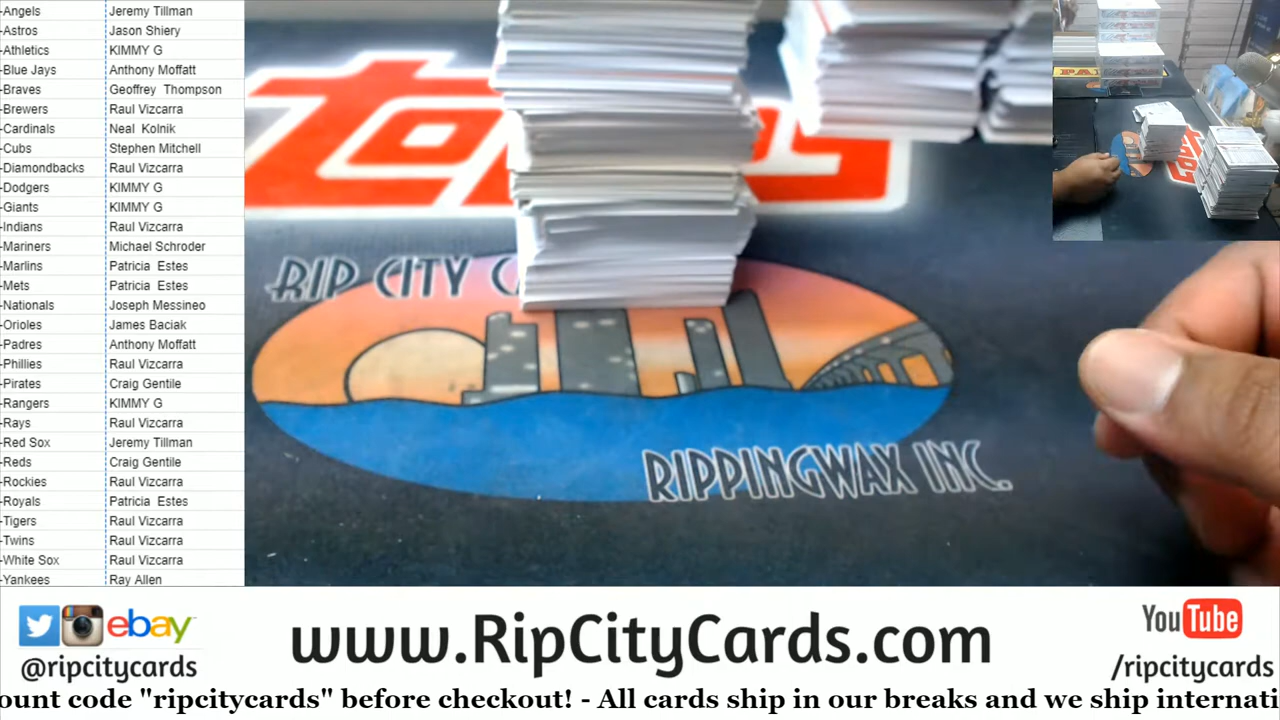 -Angels Jeremy Tillman
-Astros Jason Shiery
-Athletics KIMMY G
-Blue Jays Anthony Moffatt
-Braves Geoffrey Thompson
-Brewers Raul Vizcarra
-Cardinals Neal Kolnik
-Cubs Stephen Mitchell
-Diamondbacks Raul Vizcarra
-Dodgers KIMMY G
-Giants KIMMY G
-Indians Raul Vizcarra
-Mariners Michael Schroder
-Marlins Patricia Estes
-Mets Patricia Estes
-Nationals Joseph Messineo
-Orioles James Baciak
-Padres Anthony Moffatt
-Phillies Raul Vizcarra
-Pirates Craig Gentile
-Rangers KIMMY G
-Rays Raul Vizcarra
-Red Sox Jeremy Tillman
-Reds Craig Gentile
-Rockies Raul Vizcarra
-Royals Patricia Estes
-Tigers Raul Vizcarra
-Twins Raul Vizcarra
-White Sox Raul Vizcarra
-Yankees Ray Allen
topps
RIP CITY C
RIPPINGWAX INC.
PA
ebay
@ripcitycards
www.RipCityCards.com
YouTube
/ripcitycards
ount code "ripcitycards" before checkout! - All cards ship in our breaks and we ship internati